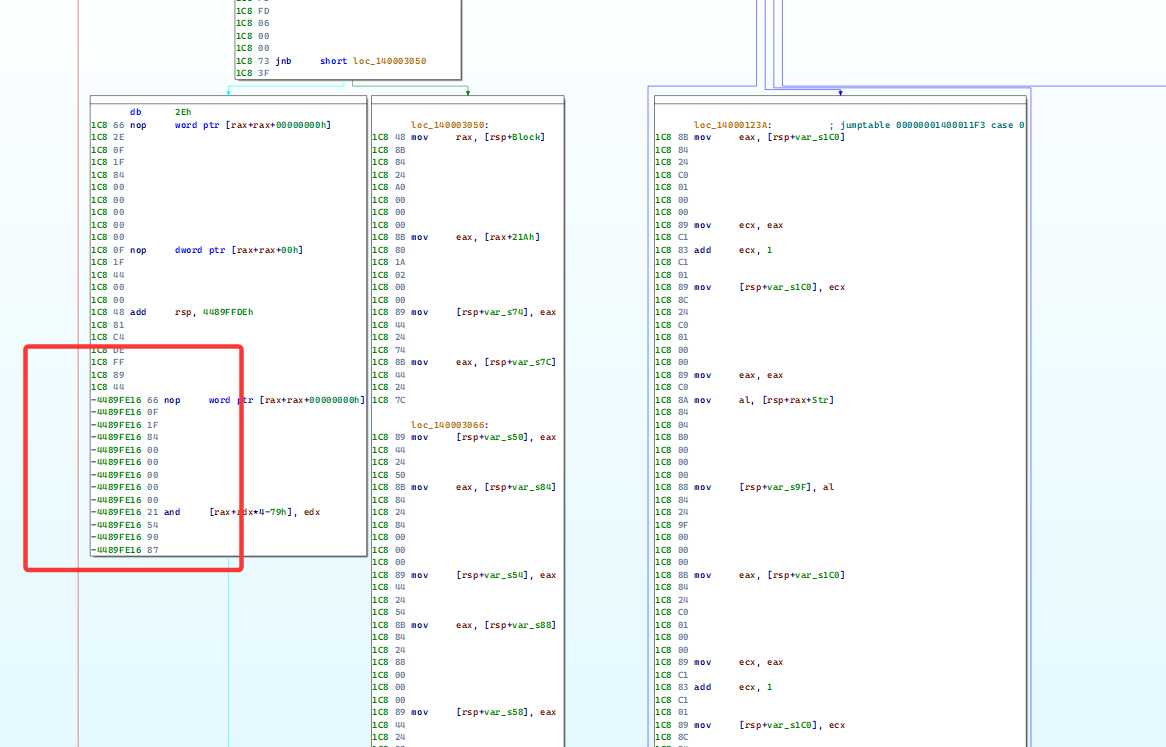 1C8 FD
1C8 06
1C8 00
1C8 00
1C8 73 jnb short loc_140003050
1C8 3F
db 2Eh
1C8 66 nop word ptr [rax+rax+00000000h]
1C8 2E
1C8 0F
1C8 1F
1C8 84
1C8 00
1C8 00
1C8 00
1C8 00
1C8 00
1C8 0F nop dword ptr [rax+rax+00h]
1C8 1F
1C8 44
1C8 00
1C8 00
1C8 48 add rsp, 4489FFDEh
1C8 81
1C8 C4
1C8 DE
1C8 FF
1C8 89
1C8 44
-4489FE16 66 nop word ptr [rax+rax+00000000h]
-4489FE16 0F
-4489FE16 1F
-4489FE16 84
-4489FE16 00
-4489FE16 00
-4489FE16 00
-4489FE16 00
-4489FE16 00
-4489FE16 21 and [rax+rdx*4-79h], edx
-4489FE16 54
-4489FE16 90
-4489FE16 87
loc_140003050:
1C8 48 mov rax, [rsp+Block]
1C8 8B
1C8 84
1C8 24
1C8 A0
1C8 00
1C8 00
1C8 00
1C8 8B mov eax, [rax+21Ah]
1C8 80
1C8 1A
1C8 02
1C8 00
1C8 00
1C8 89 mov [rsp+var_s74], eax
1C8 44
1C8 24
1C8 74
1C8 8B mov eax, [rsp+var_s7C]
1C8 44
1C8 24
1C8 7C
loc_140003066:
1C8 89 mov [rsp+var_s50], eax
1C8 44
1C8 24
1C8 50
1C8 8B mov eax, [rsp+var_s84]
1C8 84
1C8 24
1C8 84
1C8 00
1C8 00
1C8 00
1C8 89 mov [rsp+var_s54], eax
1C8 44
1C8 24
1C8 54
1C8 8B mov eax, [rsp+var_s88]
1C8 84
1C8 24
1C8 88
1C8 00
1C8 00
1C8 00
1C8 89 mov [rsp+var_s58], eax
1C8 44
1C8 24
loc_14000123A: ; jumptable 00000001400011F3 case 0
1C8 8B mov eax, [rsp+var_s1C0]
1C8 84
1C8 24
1C8 C0
1C8 01
1C8 00
1C8 00
1C8 89 mov ecx, eax
1C8 C1
1C8 83 add ecx, 1
1C8 C1
1C8 01
1C8 89 mov [rsp+var_s1C0], ecx
1C8 8C
1C8 24
1C8 C0
1C8 01
1C8 00
1C8 00
1C8 89 mov eax, eax
1C8 C0
1C8 8A mov al, [rsp+rax+Str]
1C8 84
1C8 04
1C8 B0
1C8 00
1C8 00
1C8 00
1C8 88 mov [rsp+var_s9F], al
1C8 84
1C8 24
1C8 9F
1C8 00
1C8 00
1C8 00
1C8 8B mov eax, [rsp+var_s1C0]
1C8 84
1C8 24
1C8 C0
1C8 01
1C8 00
1C8 00
1C8 89 mov ecx, eax
1C8 C1
1C8 83 add ecx, 1
1C8 C1
1C8 01
1C8 89 mov [rsp+var_s1C0], ecx
1C8 8C